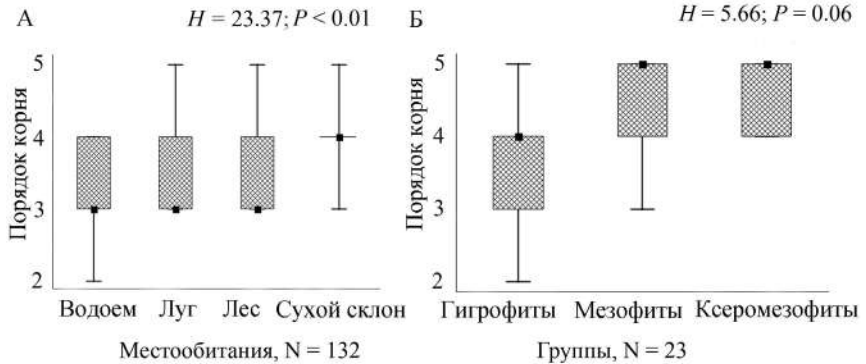 А
H = 23.37; P < 0.01
Порядок корня
5
4
3
2
Водоем Луг Лес Сухой склон
Местообитания, N = 132
Б
H = 5.66; P = 0.06
Порядок корня
5
4
3
2
Гигрофиты Мезофиты Ксеромезофиты
Группы, N = 23